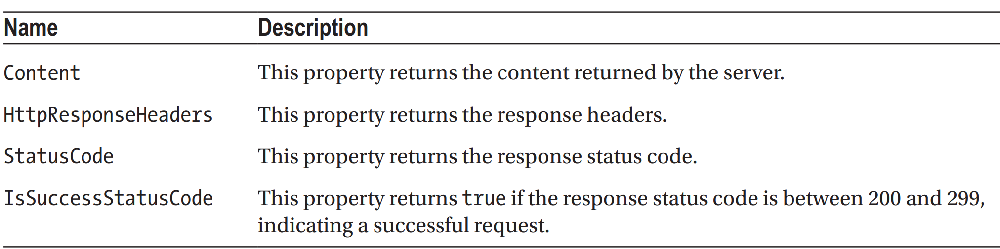 Name Description
Content This property returns the content returned by the server.
HttpResponseHeaders This property returns the response headers.
StatusCode This property returns the response status code.
IsSuccessStatusCode This property returns true if the response status code is between 200 and 299,
indicating a successful request.